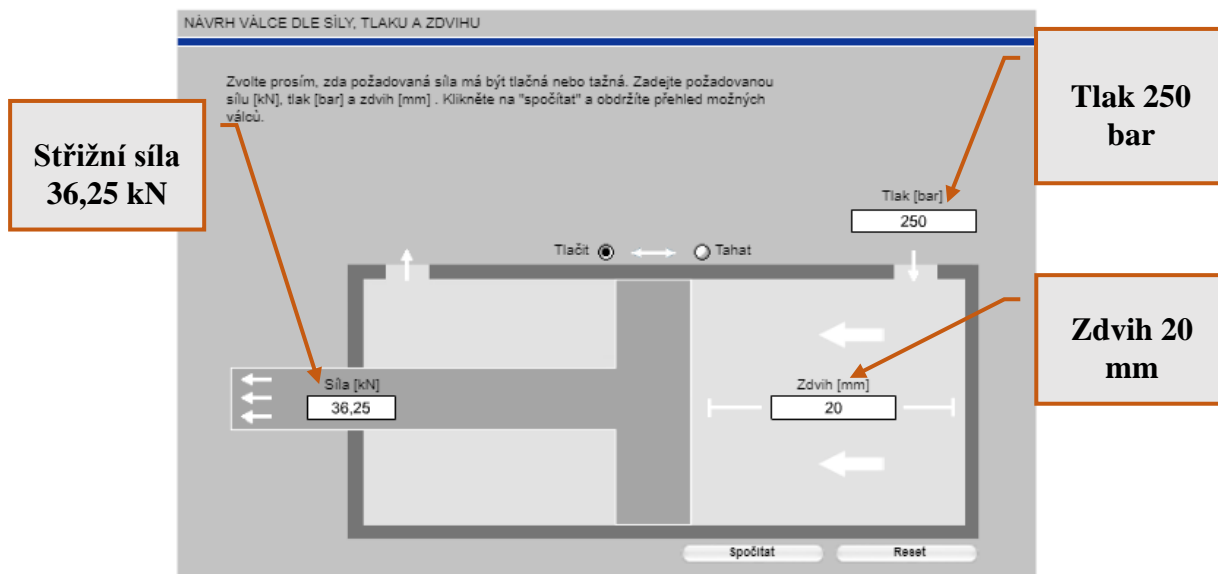 NÁVRH VÁLCE DLE SÍLY, TLAKU A ZDVIHU
Zvolte prosím, zda požadovaná síla má být tlačná nebo tažná. Zadejte požadovanou
sílu [kN], tlak [bar] a zdvih [mm] . Klikněte na "spočítat" a obdržíte přehled možných
válců.
Střižní síla
36,25 kN
Tlak 250
bar
Tlak [bar]
250
Tlačit
Tahat
Zdvih 20
mm
Síla [kN]
36,25
Zdvih [mm]
20
Spočítat
Reset